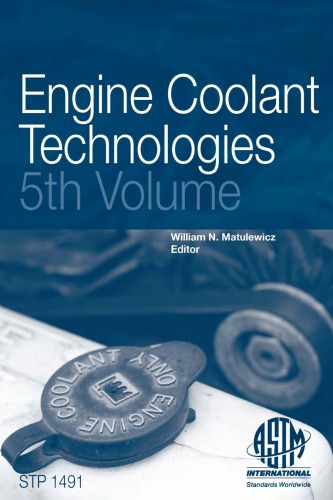 Engine Coolant
Technologies
5th Volume
William N. Matulewicz
Editor
ENGINE COOLANT ONLY
ASTM
INTERNATIONAL
Standards Worldwide
STP 1491